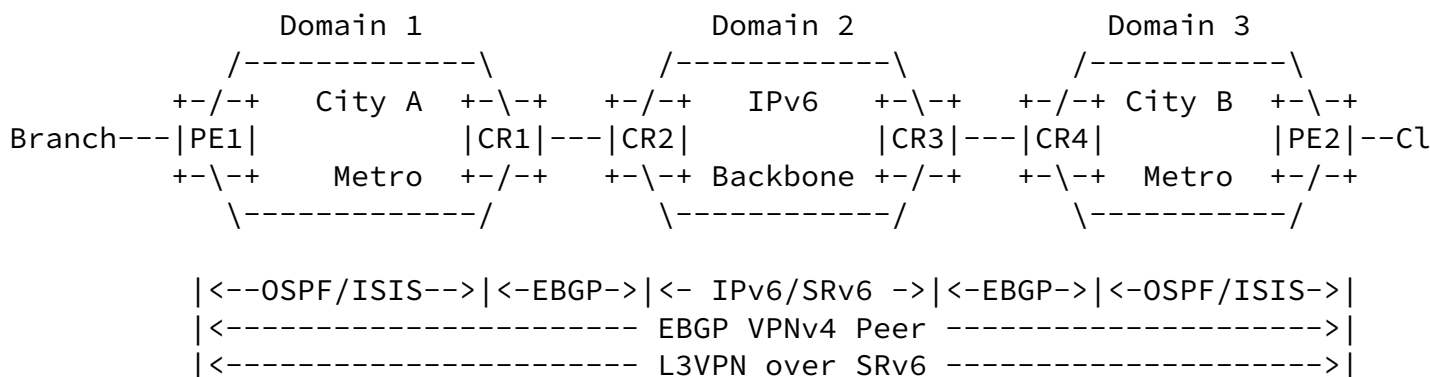 Domain 1 Domain 2 Domain 3
/-------------\ /------------\ /-----------\
+-/-+ City A +-\-+ +-/-+ IPv6 +-\-+ +-/-+ City B +-\-+
Branch---|PE1| |CR1|---|CR2| |CR3|---|CR4| |PE2|--Cl
+-\-+ Metro +-/-+ +-\-+ Backbone +-/-+ +-\-+ Metro +-/-+
\-------------/ \------------/ \-----------/
|<--OSPF/ISIS-->|<-EBGP->|<- IPv6/SRv6 ->|<-EBGP->|<-OSPF/ISIS->|
|<----------------------- EBGP VPNv4 Peer -------------------->|
|<----------------------- L3VPN over SRv6 -------------------->|